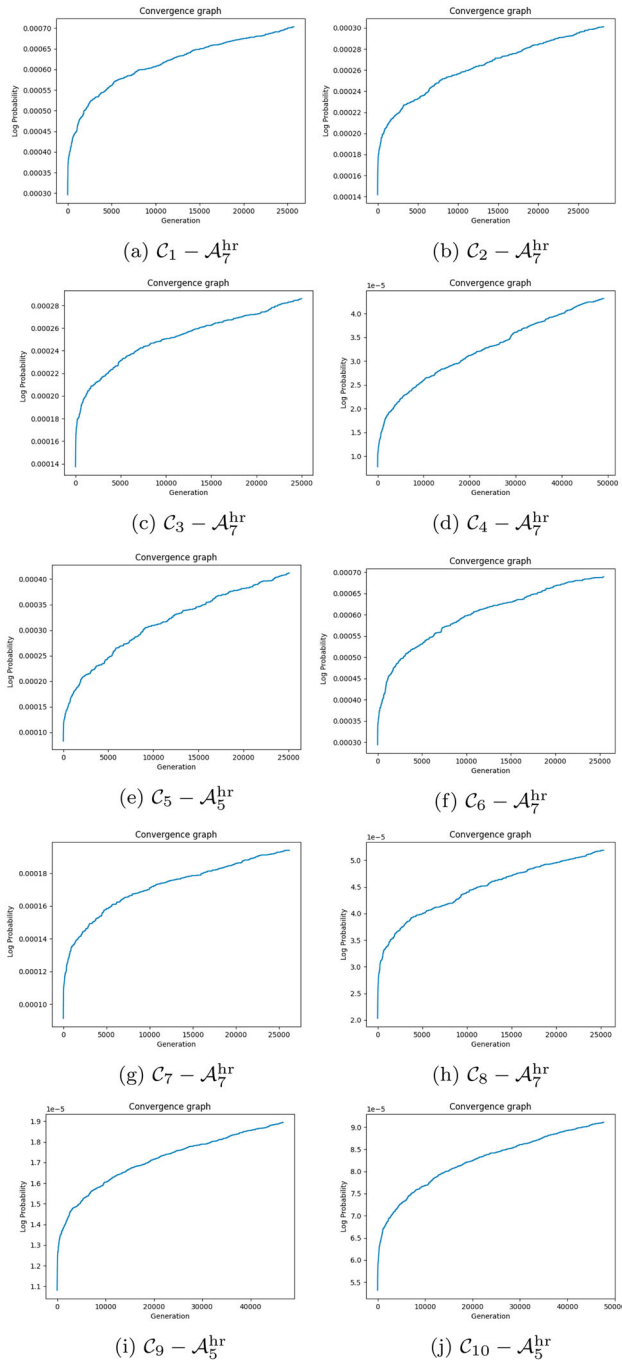 Convergence graph
Log Probability
0.00070
0.00065
0.00060
0.00055
0.00050
0.00045
0.00040
0.00035
0.00030
0 5000 10000 15000 20000 25000
Generation
(a) 𝒞₁ − 𝒜₇ʰʳ
Convergence graph
Log Probability
0.00030
0.00028
0.00026
0.00024
0.00022
0.00020
0.00018
0.00016
0.00014
0 5000 10000 15000 20000 25000
Generation
(b) 𝒞₂ − 𝒜₇ʰʳ
Convergence graph
Log Probability
0.00028
0.00026
0.00024
0.00022
0.00020
0.00018
0.00016
0.00014
0 5000 10000 15000 20000 25000
Generation
(c) 𝒞₃ − 𝒜₇ʰʳ
Convergence graph
1e-5
Log Probability
4.0
3.5
3.0
2.5
2.0
1.5
1.0
0 10000 20000 30000 40000 50000
Generation
(d) 𝒞₄ − 𝒜₇ʰʳ
Convergence graph
Log Probability
0.00040
0.00035
0.00030
0.00025
0.00020
0.00015
0.00010
0 5000 10000 15000 20000 25000
Generation
(e) 𝒞₅ − 𝒜₅ʰʳ
Convergence graph
Log Probability
0.00070
0.00065
0.00060
0.00055
0.00050
0.00045
0.00040
0.00035
0.00030
0 5000 10000 15000 20000 25000
Generation
(f) 𝒞₆ − 𝒜₇ʰʳ
Convergence graph
Log Probability
0.00018
0.00016
0.00014
0.00012
0.00010
0 5000 10000 15000 20000 25000
Generation
(g) 𝒞₇ − 𝒜₇ʰʳ
Convergence graph
1e-5
Log Probability
5.0
4.5
4.0
3.5
3.0
2.5
2.0
0 5000 10000 15000 20000 25000
Generation
(h) 𝒞₈ − 𝒜₇ʰʳ
Convergence graph
1e-5
Log Probability
1.9
1.8
1.7
1.6
1.5
1.4
1.3
1.2
1.1
0 10000 20000 30000 40000
Generation
(i) 𝒞₉ − 𝒜₅ʰʳ
Convergence graph
1e-5
Log Probability
9.0
8.5
8.0
7.5
7.0
6.5
6.0
5.5
0 10000 20000 30000 40000 50000
Generation
(j) 𝒞₁₀ − 𝒜₅ʰʳ